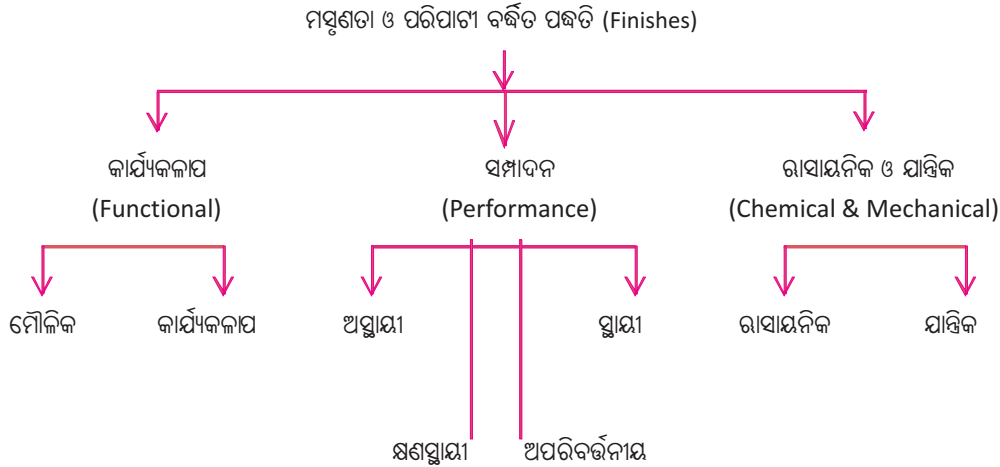 ମସୃଣତା ଓ ପରିପାଟୀ ବର୍ଦ୍ଧିତ ପଦ୍ଧତି (Finishes)
କାର୍ଯ୍ୟକଳାପ
(Functional)
ସମ୍ପାଦନ
(Performance)
ରାସାୟନିକ ଓ ଯାନ୍ତ୍ରିକ
(Chemical & Mechanical)
ମୌଳିକ
କାର୍ଯ୍ୟକଳାପ
ଅସ୍ଥାୟୀ
ସ୍ଥାୟୀ
ରାସାୟନିକ
ଯାନ୍ତ୍ରିକ
କ୍ଷଣସ୍ଥାୟୀ
ଅପରିବର୍ତ୍ତନୀୟ